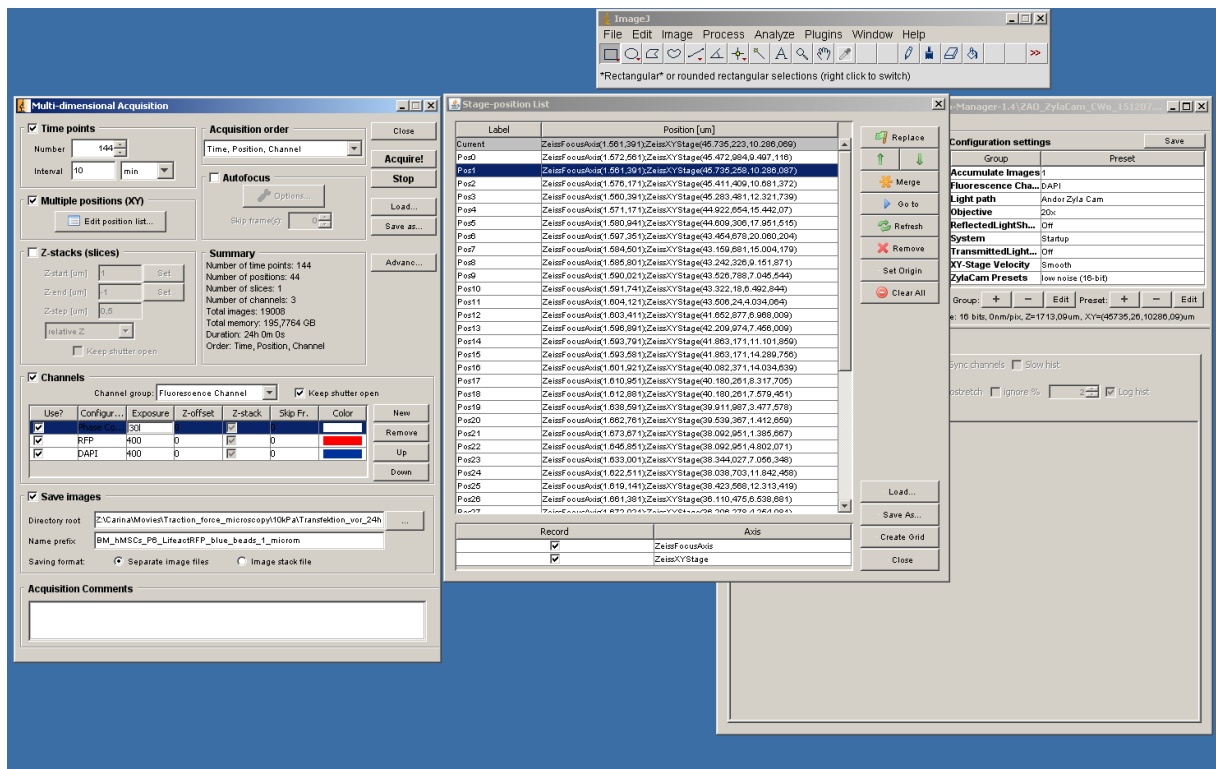 ImageJ
File Edit Image Process Analyze Plugins Window Help
>>
*Rectangular* or rounded rectangular selections (right click to switch)
Multi-dimensional Acquisition
Time points
Number 144
Interval 10 min
Multiple positions (XY)
Edit position list...
Z-stacks (slices)
Z-start [um] 1 Set
Z-end [um] -1 Set
Z-step [um] 0,5
relative Z
Keep shutter open
Acquisition order
Time, Position, Channel
Autofocus
Options...
Skip frame(s): 0
Summary
Number of time points: 144
Number of positions: 44
Number of slices: 1
Number of channels: 3
Total images: 19008
Total memory: 195,7764 GB
Duration: 24h 0m 0s
Order: Time, Position, Channel
Close
Acquire!
Stop
Load...
Save as...
Advanc...
Channels
Channel group: Fluorescence Channel Keep shutter open
Use? Configur... Exposure Z-offset Z-stack Skip Fr. Color
Phase Co... 30 0 0
RFP 400 0 0
DAPI 400 0 0
New
Remove
Up
Down
Save images
Directory root Z:\Carina\Movies\Traction_force_microscopy\10kPa\Transfektion_vor_24h ...
Name prefix BM_hMSCs_P6_LifeactRFP_blue_beads_1_microm
Saving format: Separate image files Image stack file
Acquisition Comments
Stage-position List
Label Position [um]
Current ZeissFocusAxis(1.561,391);ZeissXYStage(45.735,223,10.286,069)
Pos0 ZeissFocusAxis(1.572,561);ZeissXYStage(45.472,984,9.497,116)
Pos1 ZeissFocusAxis(1.561,391);ZeissXYStage(45.735,258,10.286,087)
Pos2 ZeissFocusAxis(1.576,171);ZeissXYStage(45.411,409,10.681,372)
Pos3 ZeissFocusAxis(1.560,391);ZeissXYStage(45.283,481,12.321,739)
Pos4 ZeissFocusAxis(1.571,171);ZeissXYStage(44.922,654,15.442,07)
Pos5 ZeissFocusAxis(1.580,941);ZeissXYStage(44.609,306,17.951,515)
Pos6 ZeissFocusAxis(1.597,351);ZeissXYStage(43.454,678,20.060,204)
Pos7 ZeissFocusAxis(1.584,501);ZeissXYStage(43.159,681,15.004,179)
Pos8 ZeissFocusAxis(1.585,801);ZeissXYStage(43.242,326,9.151,871)
Pos9 ZeissFocusAxis(1.590,021);ZeissXYStage(43.526,788,7.045,544)
Pos10 ZeissFocusAxis(1.591,741);ZeissXYStage(43.322,18,6.492,844)
Pos11 ZeissFocusAxis(1.604,121);ZeissXYStage(43.506,24,4.034,064)
Pos12 ZeissFocusAxis(1.603,411);ZeissXYStage(41.652,877,6.968,009)
Pos13 ZeissFocusAxis(1.596,891);ZeissXYStage(42.209,974,7.456,009)
Pos14 ZeissFocusAxis(1.593,791);ZeissXYStage(41.863,171,11.101,859)
Pos15 ZeissFocusAxis(1.593,581);ZeissXYStage(41.863,171,14.289,756)
Pos16 ZeissFocusAxis(1.601,921);ZeissXYStage(40.082,371,14.034,639)
Pos17 ZeissFocusAxis(1.610,951);ZeissXYStage(40.180,261,8.317,705)
Pos18 ZeissFocusAxis(1.612,881);ZeissXYStage(40.180,261,7.579,451)
Pos19 ZeissFocusAxis(1.638,591);ZeissXYStage(39.911,987,3.477,578)
Pos20 ZeissFocusAxis(1.662,761);ZeissXYStage(39.539,367,1.412,659)
Pos21 ZeissFocusAxis(1.673,671);ZeissXYStage(38.092,951,1.385,667)
Pos22 ZeissFocusAxis(1.645,851);ZeissXYStage(38.092,951,4.802,071)
Pos23 ZeissFocusAxis(1.633,001);ZeissXYStage(38.344,027,7.056,348)
Pos24 ZeissFocusAxis(1.622,511);ZeissXYStage(38.038,703,11.842,458)
Pos25 ZeissFocusAxis(1.619,141);ZeissXYStage(38.423,568,12.313,419)
Pos26 ZeissFocusAxis(1.661,381);ZeissXYStage(36.110,475,6.538,681)
Pos27
Record Axis
ZeissFocusAxis
ZeissXYStage
Replace
Merge
Go to
Refresh
Remove
Set Origin
Clear All
Load...
Save As...
Create Grid
Close
-Manager-1.4\ZAO_ZylaCam_CWn_151207...
Configuration settings Save
Group Preset
Accumulate Images 1
Fluorescence Cha... DAPI
Light path Andor Zyla Cam
Objective 20x
ReflectedLightSh... Off
System Startup
TransmittedLight... Off
XY-Stage Velocity Smooth
ZylaCam Presets low noise (16-bit)
Group: + - Edit Preset: + - Edit
e: 16 bits, 0nm/pix, Z=1713,09um, XY=(45735,26,10286,09)um
Sync channels Slow hist
ostretch ignore % 2 Log hist